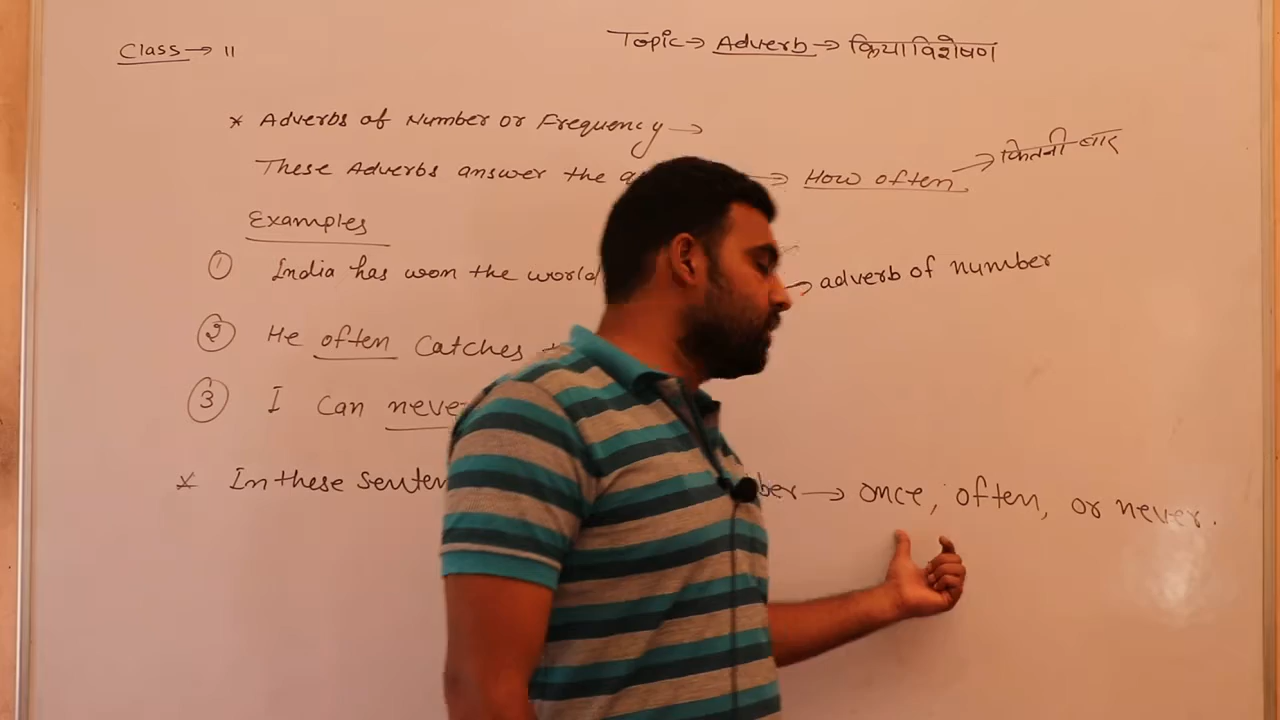 Class → 11
Topic → Adverb → क्रिया विशेषण
* Adverbs of Number or Frequency →
These Adverbs answer the → How often → कितनी बार
Examples
① India has won the world → adverb of number
② He often catches
③ I can never
* In these → once, often, or never.